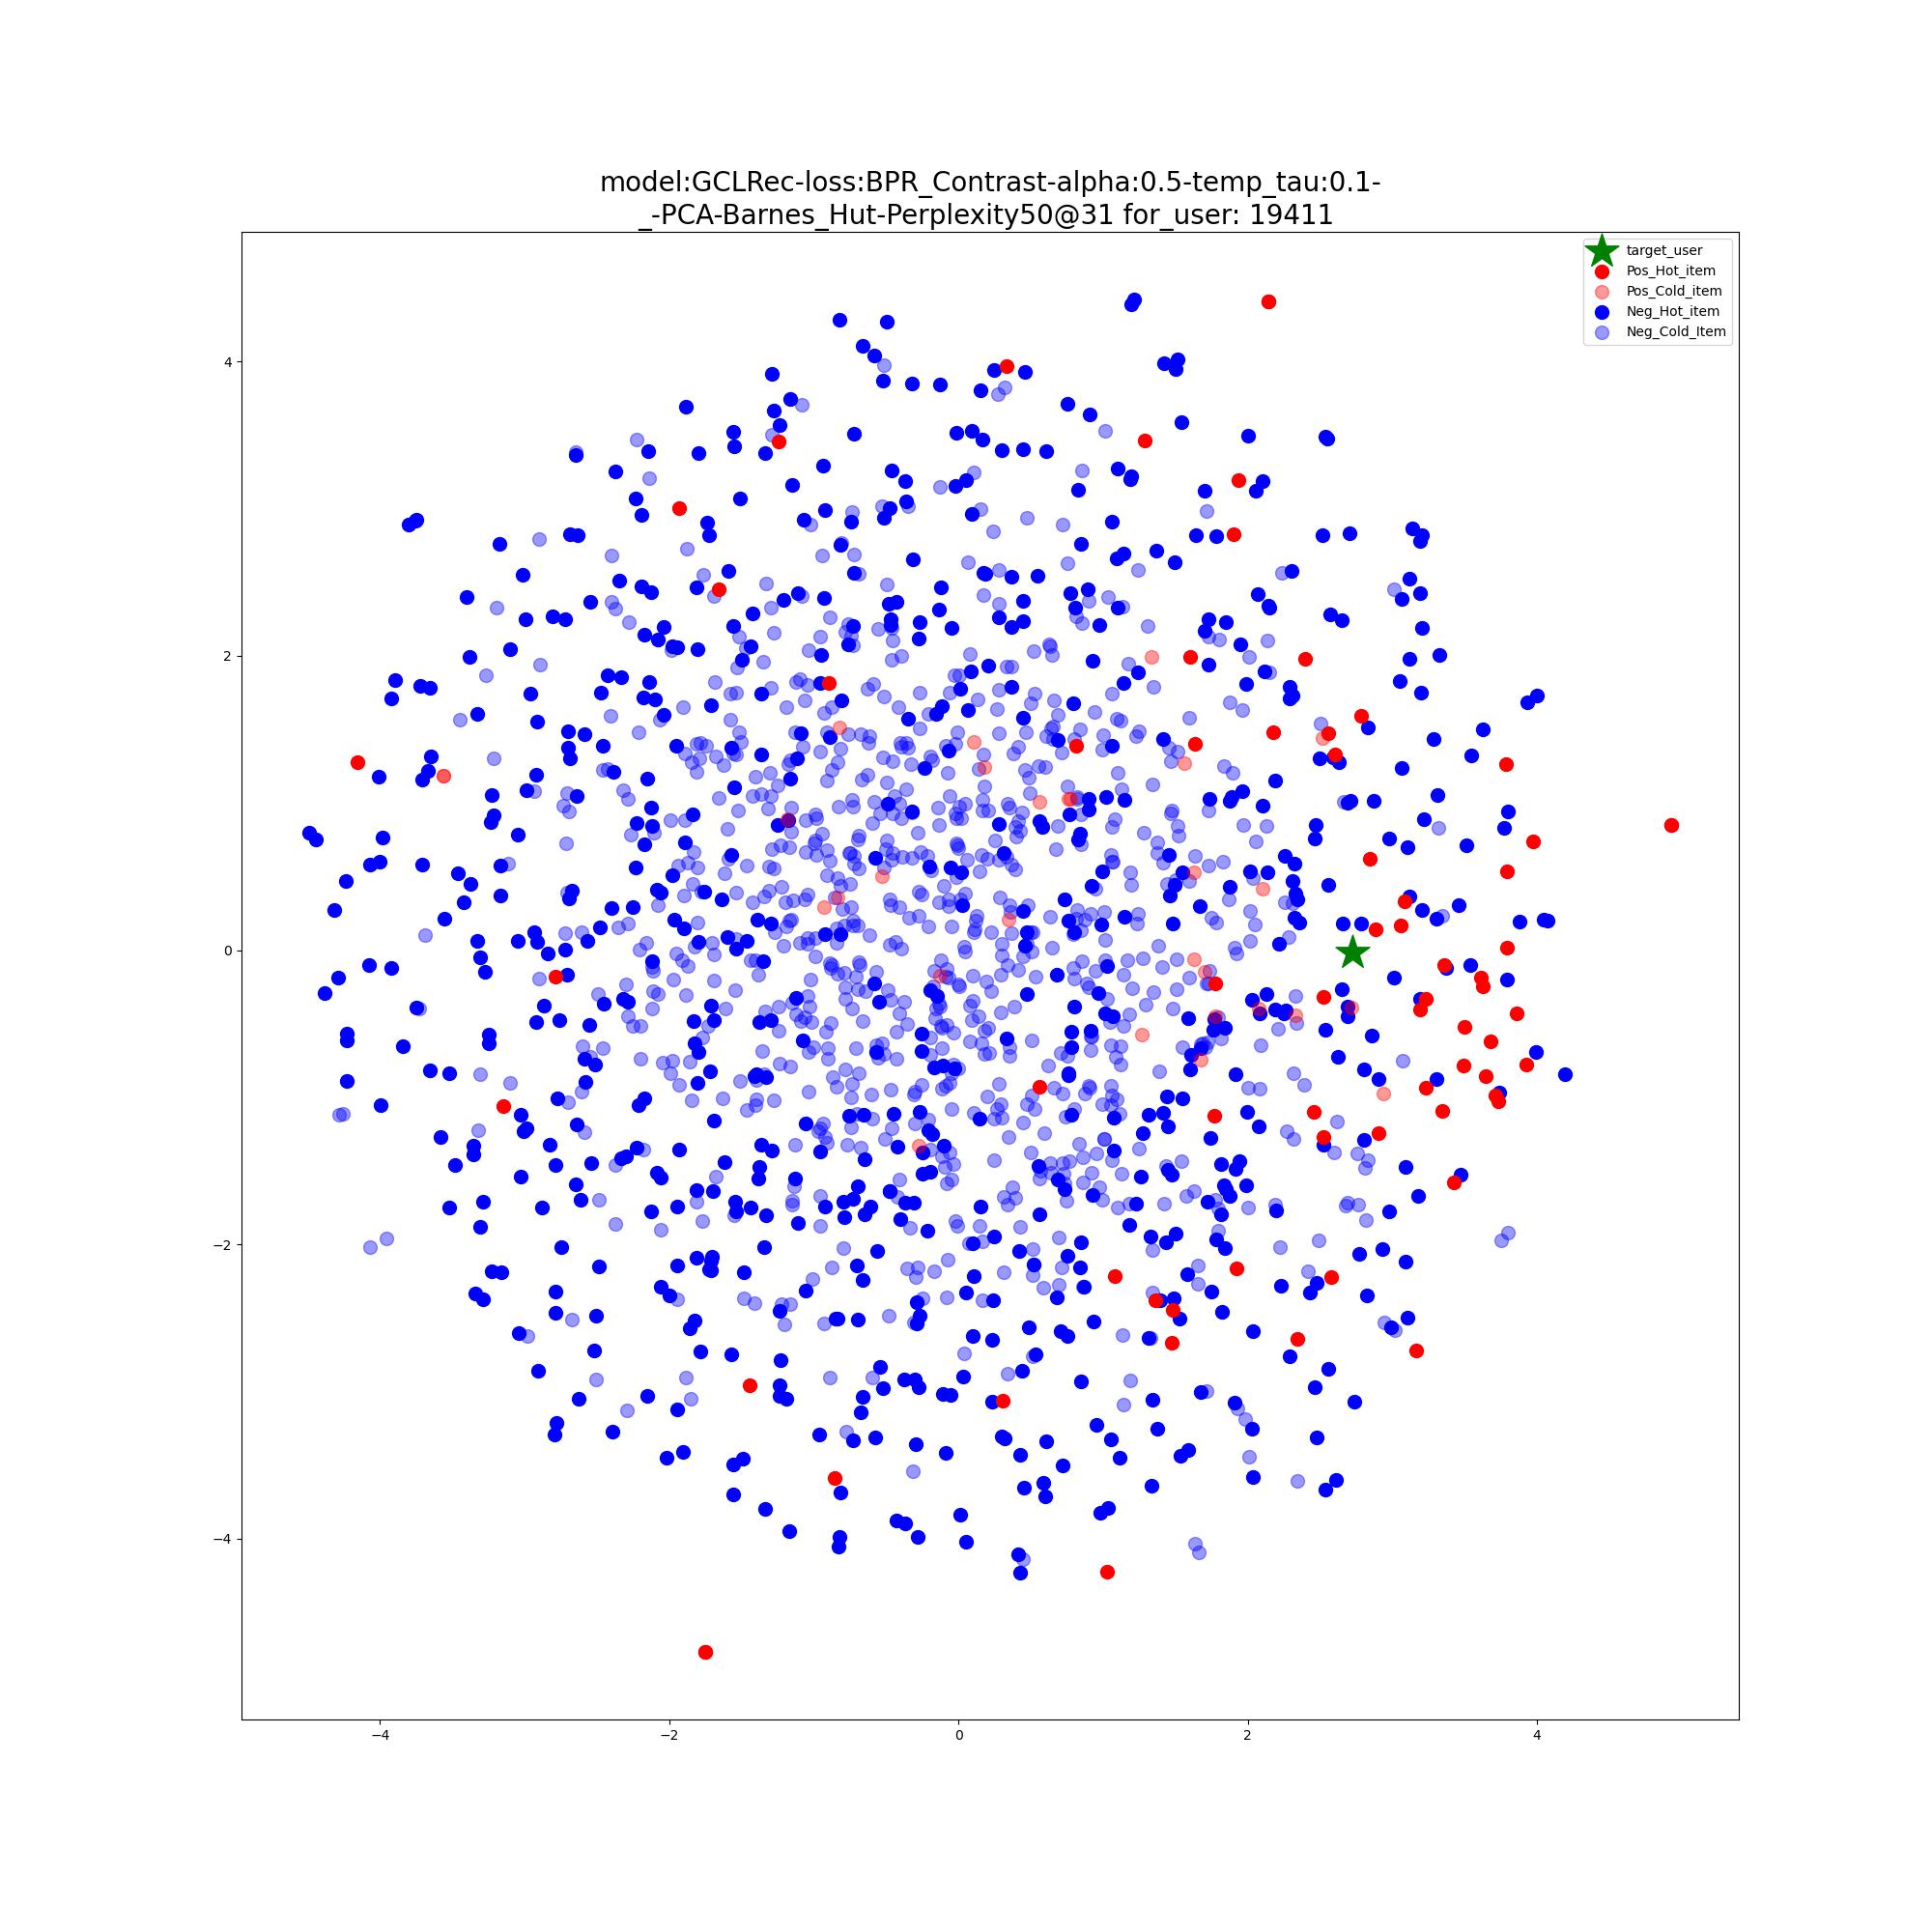 model:GCLRec-loss:BPR_Contrast-alpha:0.5-temp_tau:0.1-
_-PCA-Barnes_Hut-Perplexity50@31 for_user: 19411
target_user
Pos_Hot_item
Pos_Cold_item
Neg_Hot_item
Neg_Cold_Item
4
2
0
−2
−4
−4 −2 0 2 4